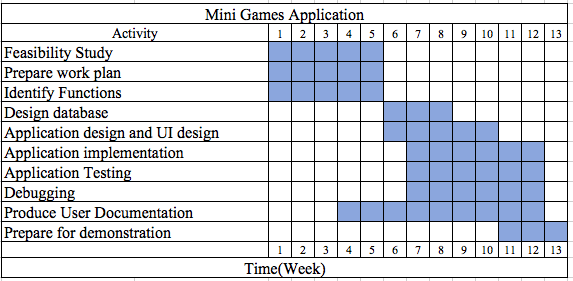 Mini Games Application
Activity 1 2 3 4 5 6 7 8 9 10 11 12 13
Feasibility Study
Prepare work plan
Identify Functions
Design database
Application design and UI design
Application implementation
Application Testing
Debugging
Produce User Documentation
Prepare for demonstration
1 2 3 4 5 6 7 8 9 10 11 12 13
Time(Week)